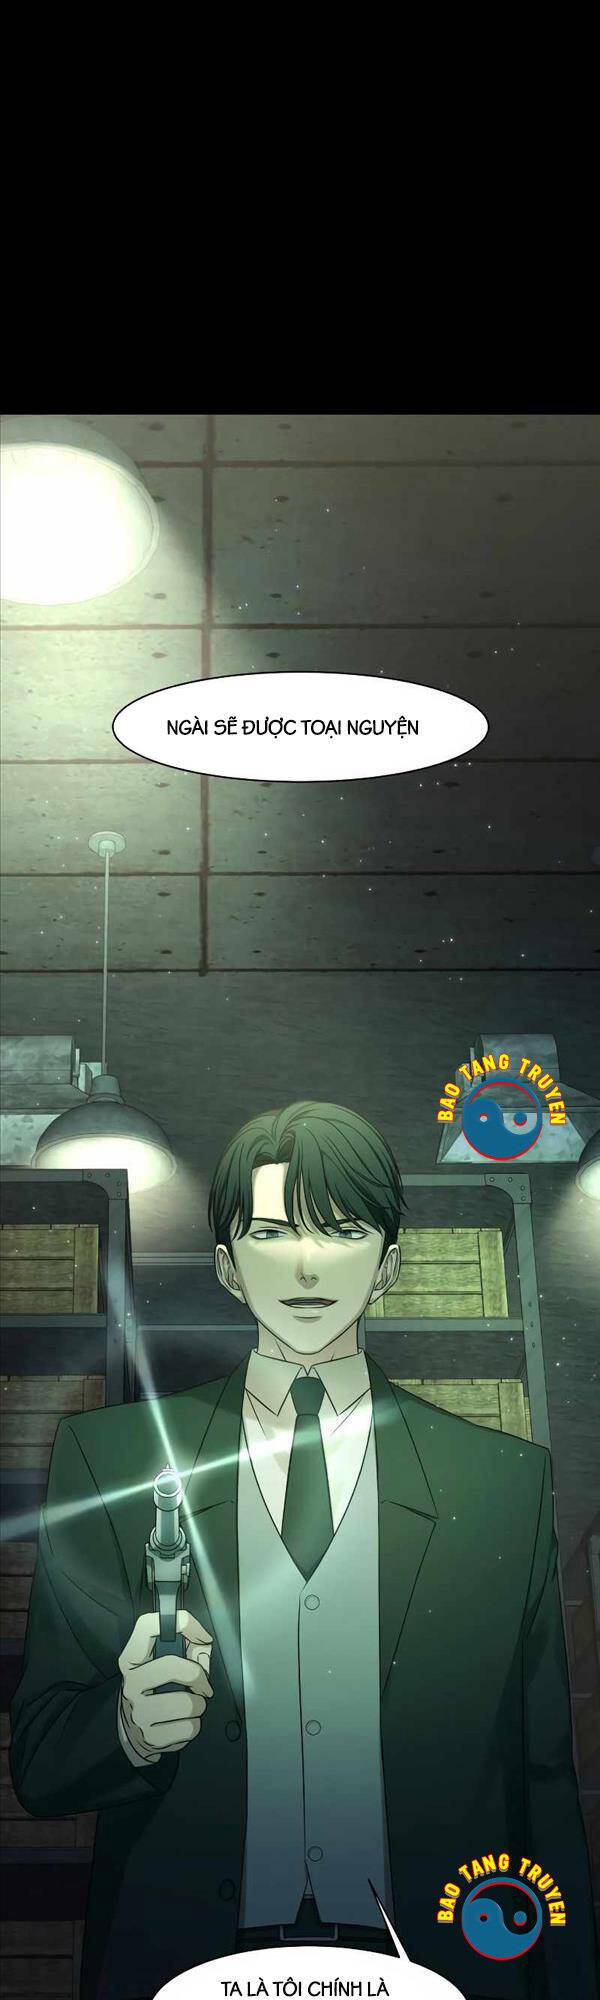 NGÀI SẼ ĐƯỢC TOẠI NGUYỆN
BAO TANG TRUYEN
BAO TANG TRUYEN
TA LÀ TÔI CHÍNH LÀ